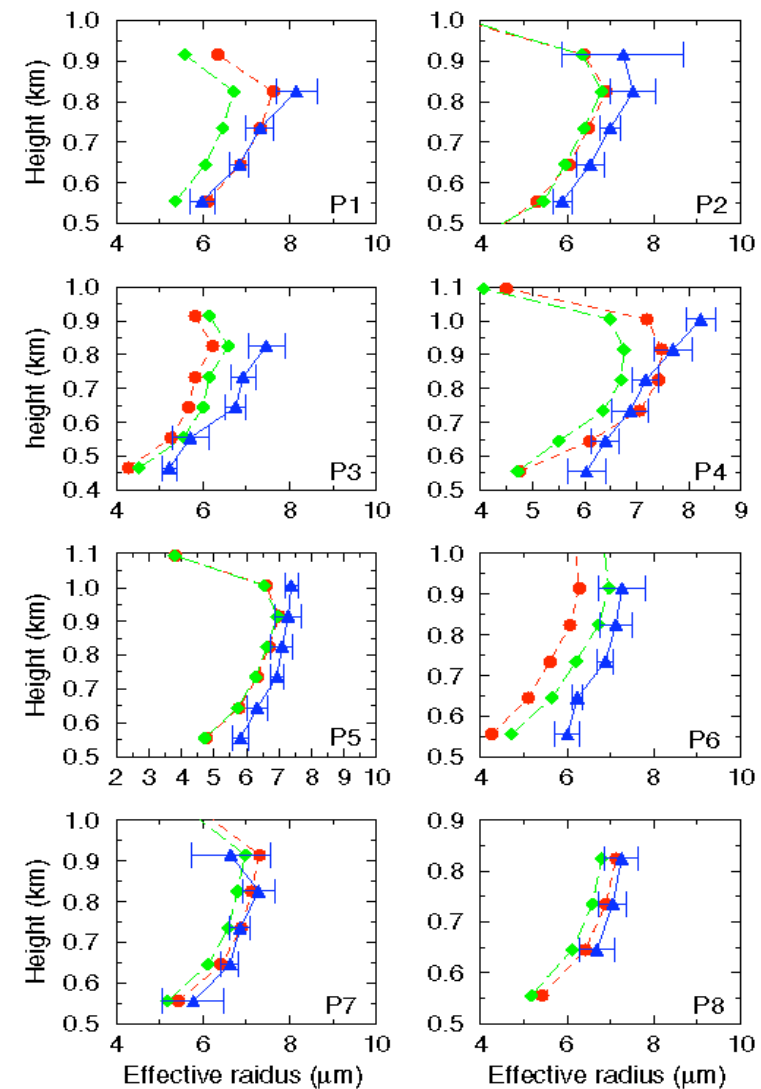 1.0 1.0
0.9 0.9
0.8 0.8
0.7 0.7
0.6 0.6
0.5 0.5
Height (km)
P1 P2
4 6 8 10 4 6 8 10
1.0 1.1
0.9 1.0
0.8 0.9
0.7 0.8
0.6 0.7
0.5 0.6
0.4 0.5
height (km)
P3 P4
4 6 8 10 4 5 6 7 8 9
1.1 1.0
1.0 0.9
0.9 0.8
0.8 0.7
0.7 0.6
0.6 0.5
0.5
Height (km)
P5 P6
2 3 4 5 6 7 8 9 10 4 6 8 10
1.0 0.9
0.9 0.8
0.8 0.7
0.7 0.6
0.6 0.5
0.5
Height (km)
P7 P8
4 6 8 10 4 6 8 10
Effective raidus (μm) Effective radius (μm)